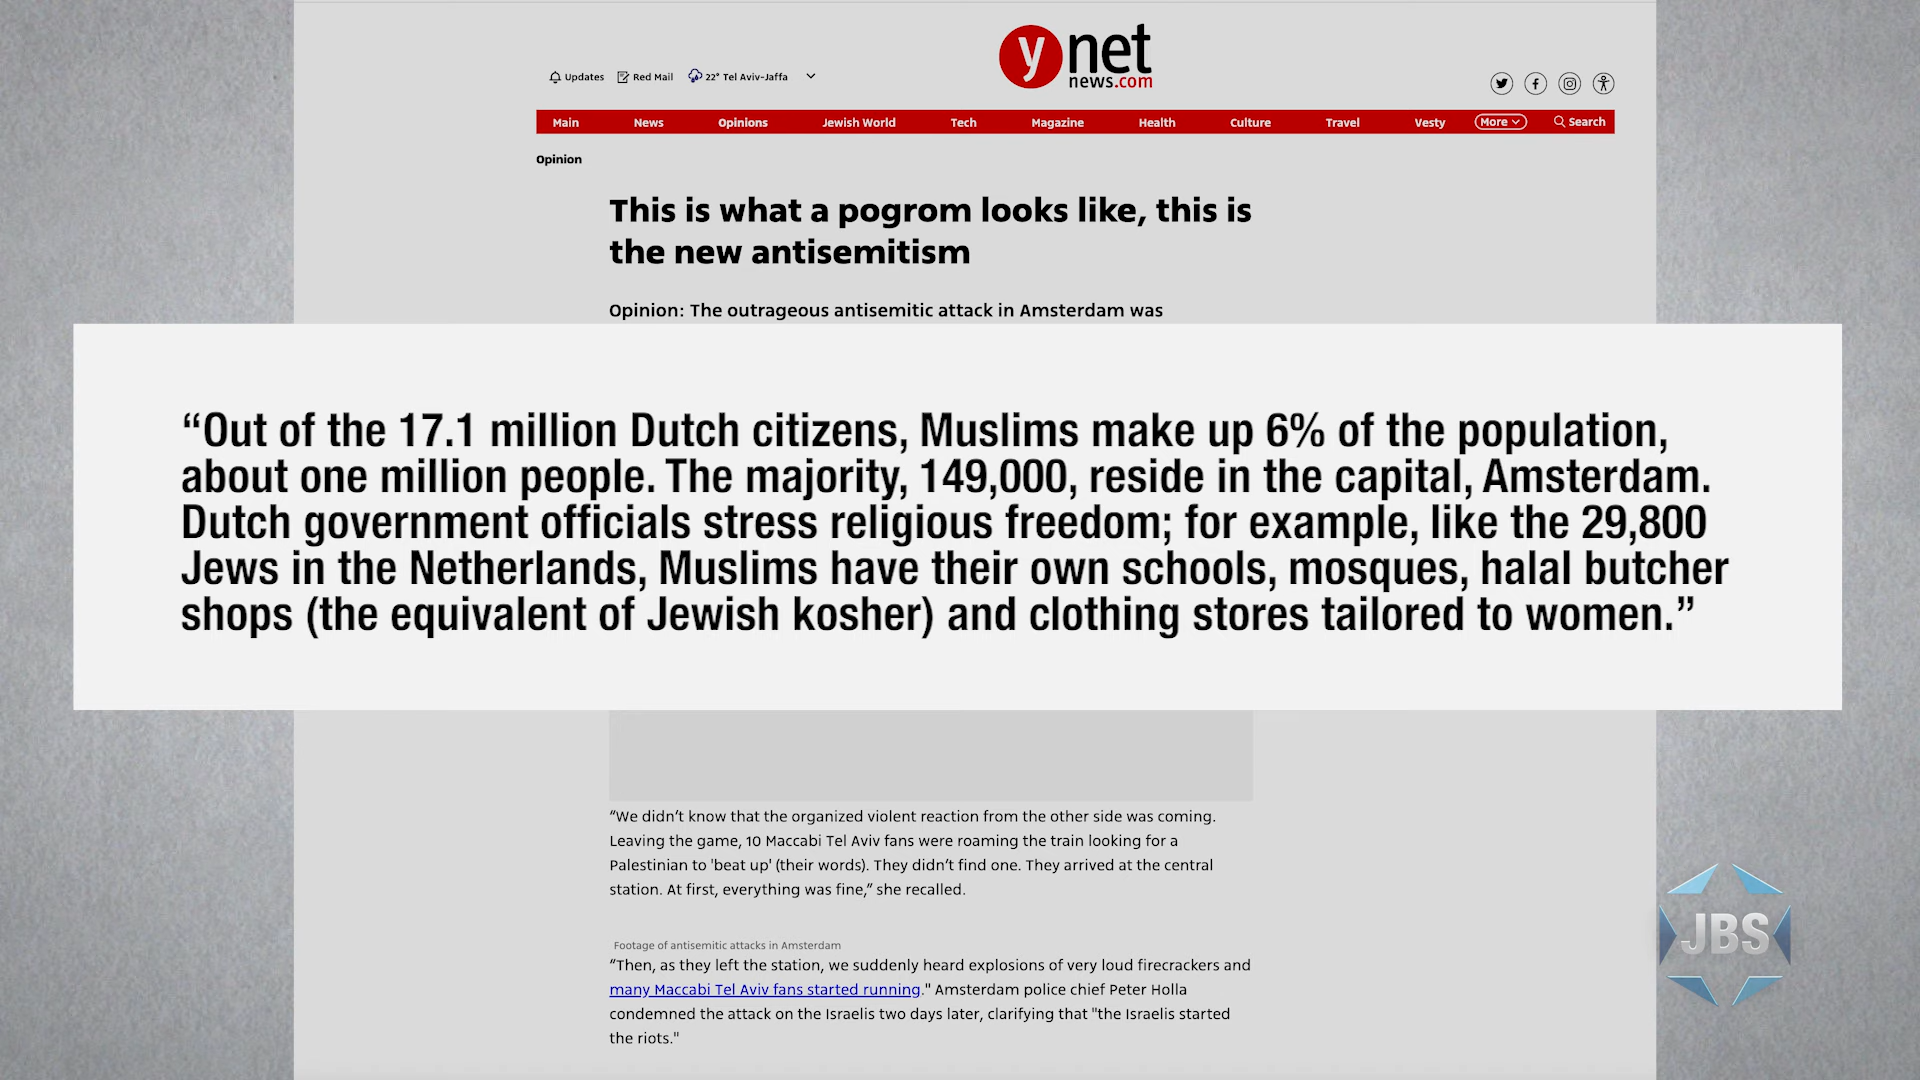 ynet
news.com
Updates Red Mail 22° Tel Aviv-Jaffa
Main News Opinions Jewish World Tech Magazine Health Culture Travel Vesty More Search
Opinion
This is what a pogrom looks like, this is
the new antisemitism
Opinion: The outrageous antisemitic attack in Amsterdam was
“Out of the 17.1 million Dutch citizens, Muslims make up 6% of the population,
about one million people. The majority, 149,000, reside in the capital, Amsterdam.
Dutch government officials stress religious freedom; for example, like the 29,800
Jews in the Netherlands, Muslims have their own schools, mosques, halal butcher
shops (the equivalent of Jewish kosher) and clothing stores tailored to women.”
“We didn’t know that the organized violent reaction from the other side was coming.
Leaving the game, 10 Maccabi Tel Aviv fans were roaming the train looking for a
Palestinian to 'beat up' (their words). They didn’t find one. They arrived at the central
station. At first, everything was fine,” she recalled.
Footage of antisemitic attacks in Amsterdam
“Then, as they left the station, we suddenly heard explosions of very loud firecrackers and
many Maccabi Tel Aviv fans started running." Amsterdam police chief Peter Holla
condemned the attack on the Israelis two days later, clarifying that "the Israelis started
the riots."
JBS